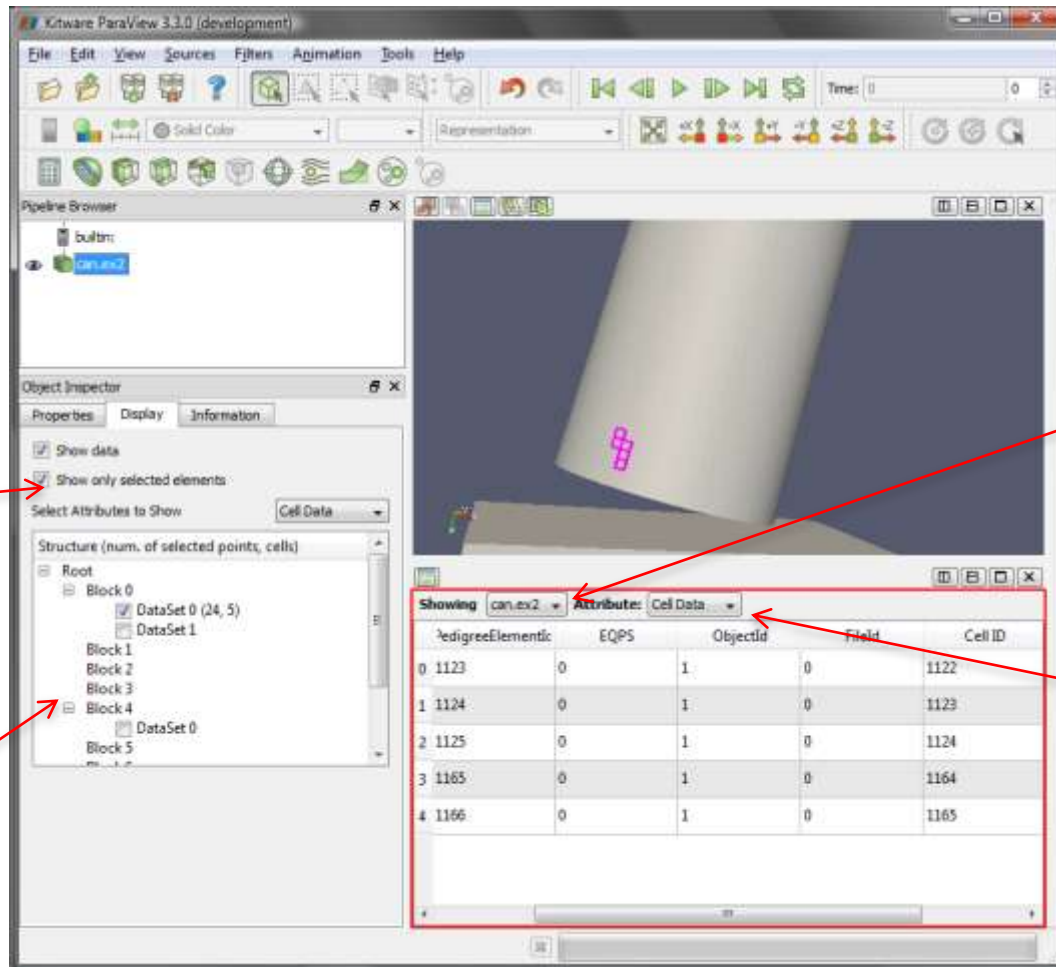 Kitware ParaView 3.3.0 (development)
File Edit View Sources Filters Animation Tools Help
Time: 0 0
Solid Color Representation
+X -X +Y -Y +Z -Z
Pipeline Browser
builtin:
can.ex2
Object Inspector
Properties Display Information
Show data
Show only selected elements
Select Attributes to Show Cell Data
Structure (num. of selected points, cells)
Root
Block 0
DataSet 0 (24, 5)
DataSet 1
Block 1
Block 2
Block 3
Block 4
DataSet 0
Block 5
Showing can.ex2 Attribute: Cell Data
EQPS ObjectId FileId Cell ID
0 1123 0 1 0 1122
1 1124 0 1 0 1123
2 1125 0 1 0 1124
3 1165 0 1 0 1164
4 1166 0 1 0 1165